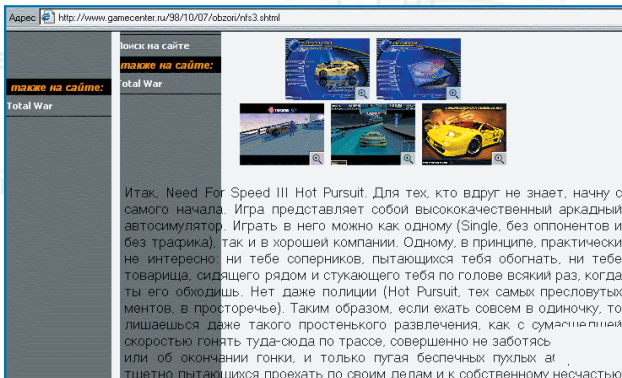 Адрес http://www.gamecenter.ru/98/10/07/obzori/nfs3.shtml
также на сайте:
Total War
Поиск на сайте
также на сайте:
otal War
Итак, Need For Speed III Hot Pursuit. Для тех, кто вдруг не знает, начну с
самого начала. Игра представляет собой высококачественный аркадный
автосимулятор. Играть в него можно как одному (Single, без оппонентов и
без трафика), так и в хорошей компании. Одному, в принципе, практически
не интересно: ни тебе соперников, пытающихся тебя обогнать, ни тебе
товарища, сидящего рядом и стукающего тебя по голове всякий раз, когда
ты его обходишь. Нет даже полиции (Hot Pursuit, тех самых пресловутых
ментов, в просторечье). Таким образом, если ехать совсем в одиночку, то
лишаешься даже такого простенького развлечения, как с сумасшедшей
скоростью гонять туда-сюда по трассе, совершенно не заботясь
или об окончании гонки, и только пугая беспечных пухлых
тщетно пытающихся проехать по своим делам и к собственному несчастью